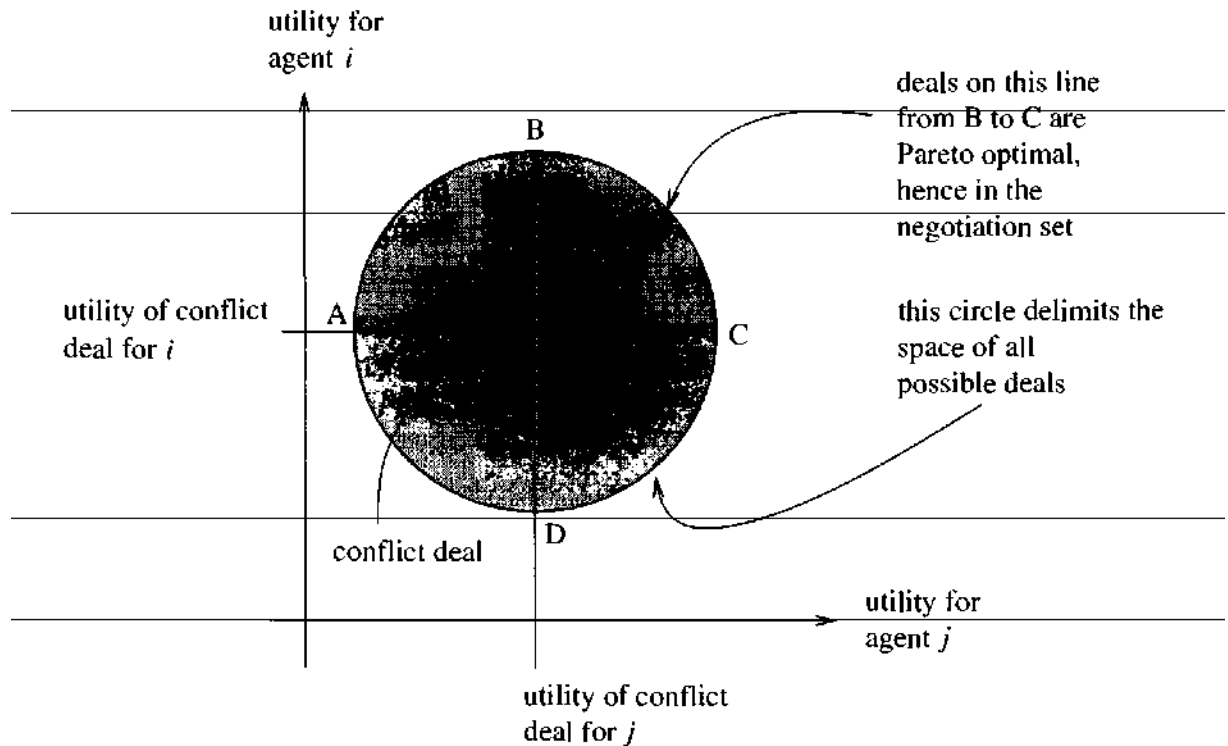 utility for
agent i
deals on this line
from B to C are
Pareto optimal,
hence in the
negotiation set
B
utility of conflict
deal for i
A
C
this circle delimits the
space of all
possible deals
D
conflict deal
utility for
agent j
utility of conflict
deal for j